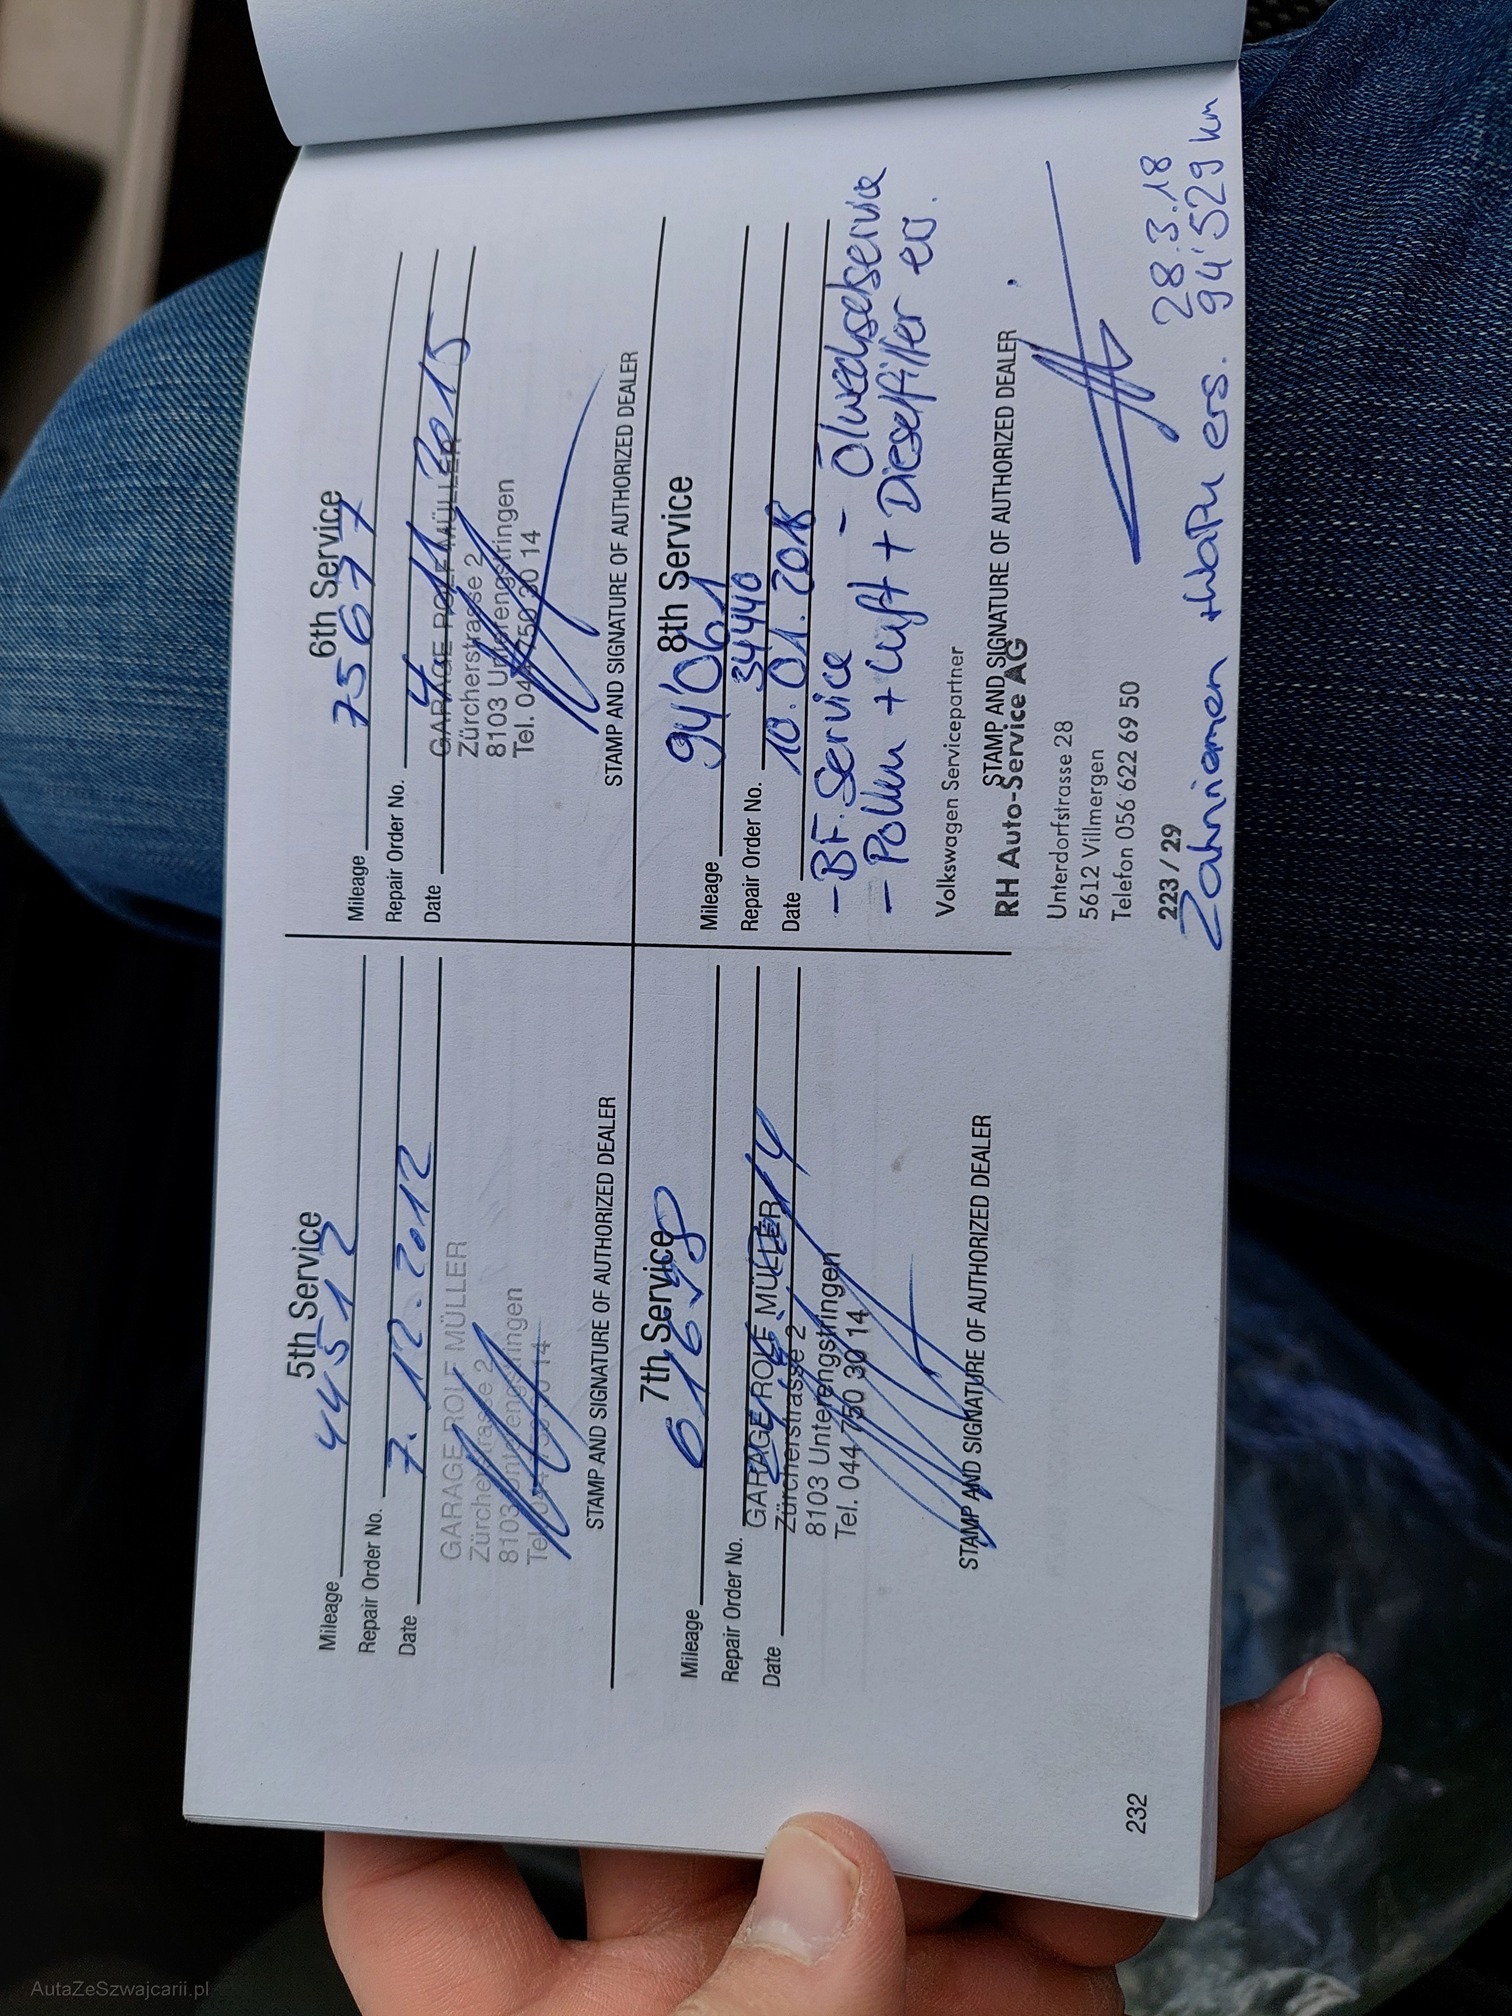 5th Service
Mileage 44512
Repair Order No.
Date 7. 12. 2012
GARAGE ROLF MÜLLER
Zürcherstrasse 2
8103 Unterengstringen
Tel. 044 750 30 14
STAMP AND SIGNATURE OF AUTHORIZED DEALER
6th Service
Mileage 75677
Repair Order No.
Date 4. 11. 2015
GARAGE ROLF MÜLLER
Zürcherstrasse 2
8103 Unterengstringen
Tel. 044 750 30 14
STAMP AND SIGNATURE OF AUTHORIZED DEALER
7th Service
Mileage 61698
Repair Order No.
Date
GARAGE ROLF MÜLLER
Zürcherstrasse 2
8103 Unterengstringen
Tel. 044 750 30 14
STAMP AND SIGNATURE OF AUTHORIZED DEALER
8th Service
Mileage 94'061
Repair Order No. 34440
Date 10. 01. 2018
- BF. Service - Ölwechselservice
- Pollen + Luft + Dieselfilter er.
Volkswagen Servicepartner
STAMP AND SIGNATURE OF AUTHORIZED DEALER
RH Auto-Service AG
Unterdorfstrasse 28
5612 Villmergen
Telefon 056 622 69 50
223 / 29
28.3.18
Zahnriemen + WaPu ers. 94'529 km
232
AutaZeSzwajcarii.pl